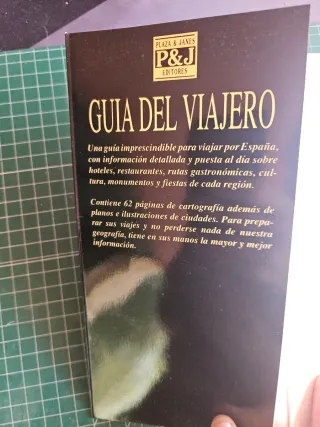 PLAZA & JANES
P&J
EDITORES
GUIA DEL VIAJERO
Una guía imprescindible para viajar por España,
con información detallada y puesta al día sobre
hoteles, restaurantes, rutas gastronómicas, cul-
tura, monumentos y fiestas de cada región.
Contiene 62 páginas de cartografía además de
planos e ilustraciones de ciudades. Para prepa-
rar sus viajes y no perderse nada de nuestra
geografía, tiene en sus manos la mayor y mejor
información.